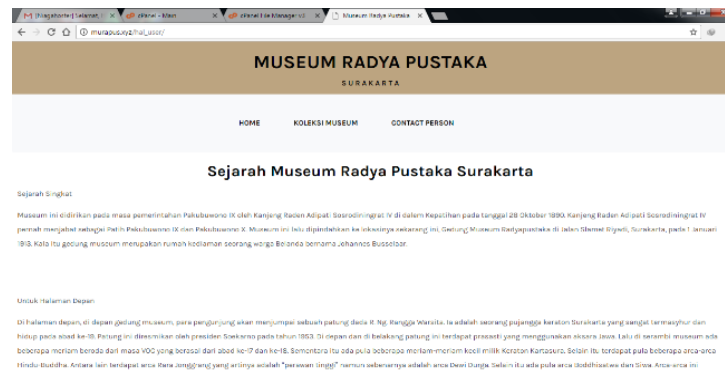 [Niagahoster] Selamat, cPanel - Main cPanel File Manager v3 Museum Radya Pustaka
murapus.xyz/hal_user/
MUSEUM RADYA PUSTAKA
SURAKARTA
HOME KOLEKSI MUSEUM CONTACT PERSON
Sejarah Museum Radya Pustaka Surakarta
Sejarah Singkat
Museum ini didirikan pada masa pemerintahan Pakubuwono IX oleh Kanjeng Raden Adipati Sosrodiningrat IV di dalem Kepatihan pada tanggal 28 Oktober 1890. Kanjeng Raden Adipati Sosrodiningrat IV
pernah menjabat sebagai Patih Pakubuwono IX dan Pakubuwono X. Museum ini lalu dipindahkan ke lokasinya sekarang ini, Gedung Museum Radyapustaka di Jalan Slamet Riyadi, Surakarta, pada 1 Januari
1913. Kala itu gedung museum merupakan rumah kediaman seorang warga Belanda bernama Johannes Busselaar.
Untuk Halaman Depan
Di halaman depan, di depan gedung museum, para pengunjung akan menjumpai sebuah patung dada R. Ng. Rangga Warsita. Ia adalah seorang pujangga keraton Surakarta yang sangat termasyhur dan
hidup pada abad ke-19. Patung ini diresmikan oleh presiden Soekarno pada tahun 1953. Di depan dan di belakang patung ini terdapat prasasti yang menggunakan aksara Jawa. Lalu di serambi museum ada
beberapa meriam beroda dari masa VOC yang berasal dari abad ke-17 dan ke-18. Sementara itu ada pula beberapa meriam-meriam kecil milik Keraton Kartasura. Selain itu terdapat pula beberapa arca-arca
Hindu-Buddha. Antara lain terdapat arca Rara Jonggrang yang artinya adalah "perawan tinggi" namun sebenarnya adalah arca Dewi Durga. Selain itu ada pula arca Boddhisatwa dan Siwa. Arca-arca ini